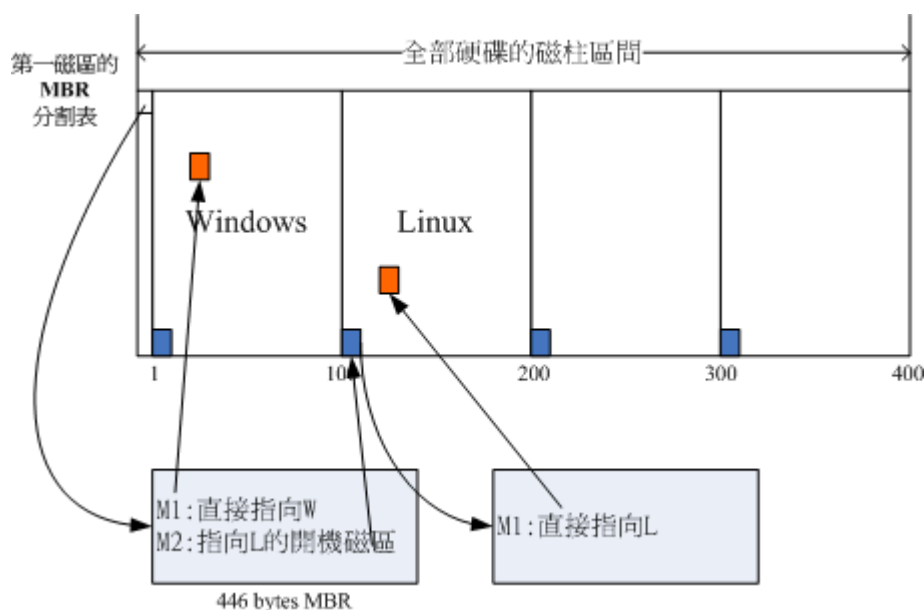 全部硬碟的磁柱區間
第一磁區的
MBR
分割表
Windows
Linux
1
100
200
300
400
M1:直接指向W
M2:指向L的開機磁區
M1:直接指向L
446 bytes MBR